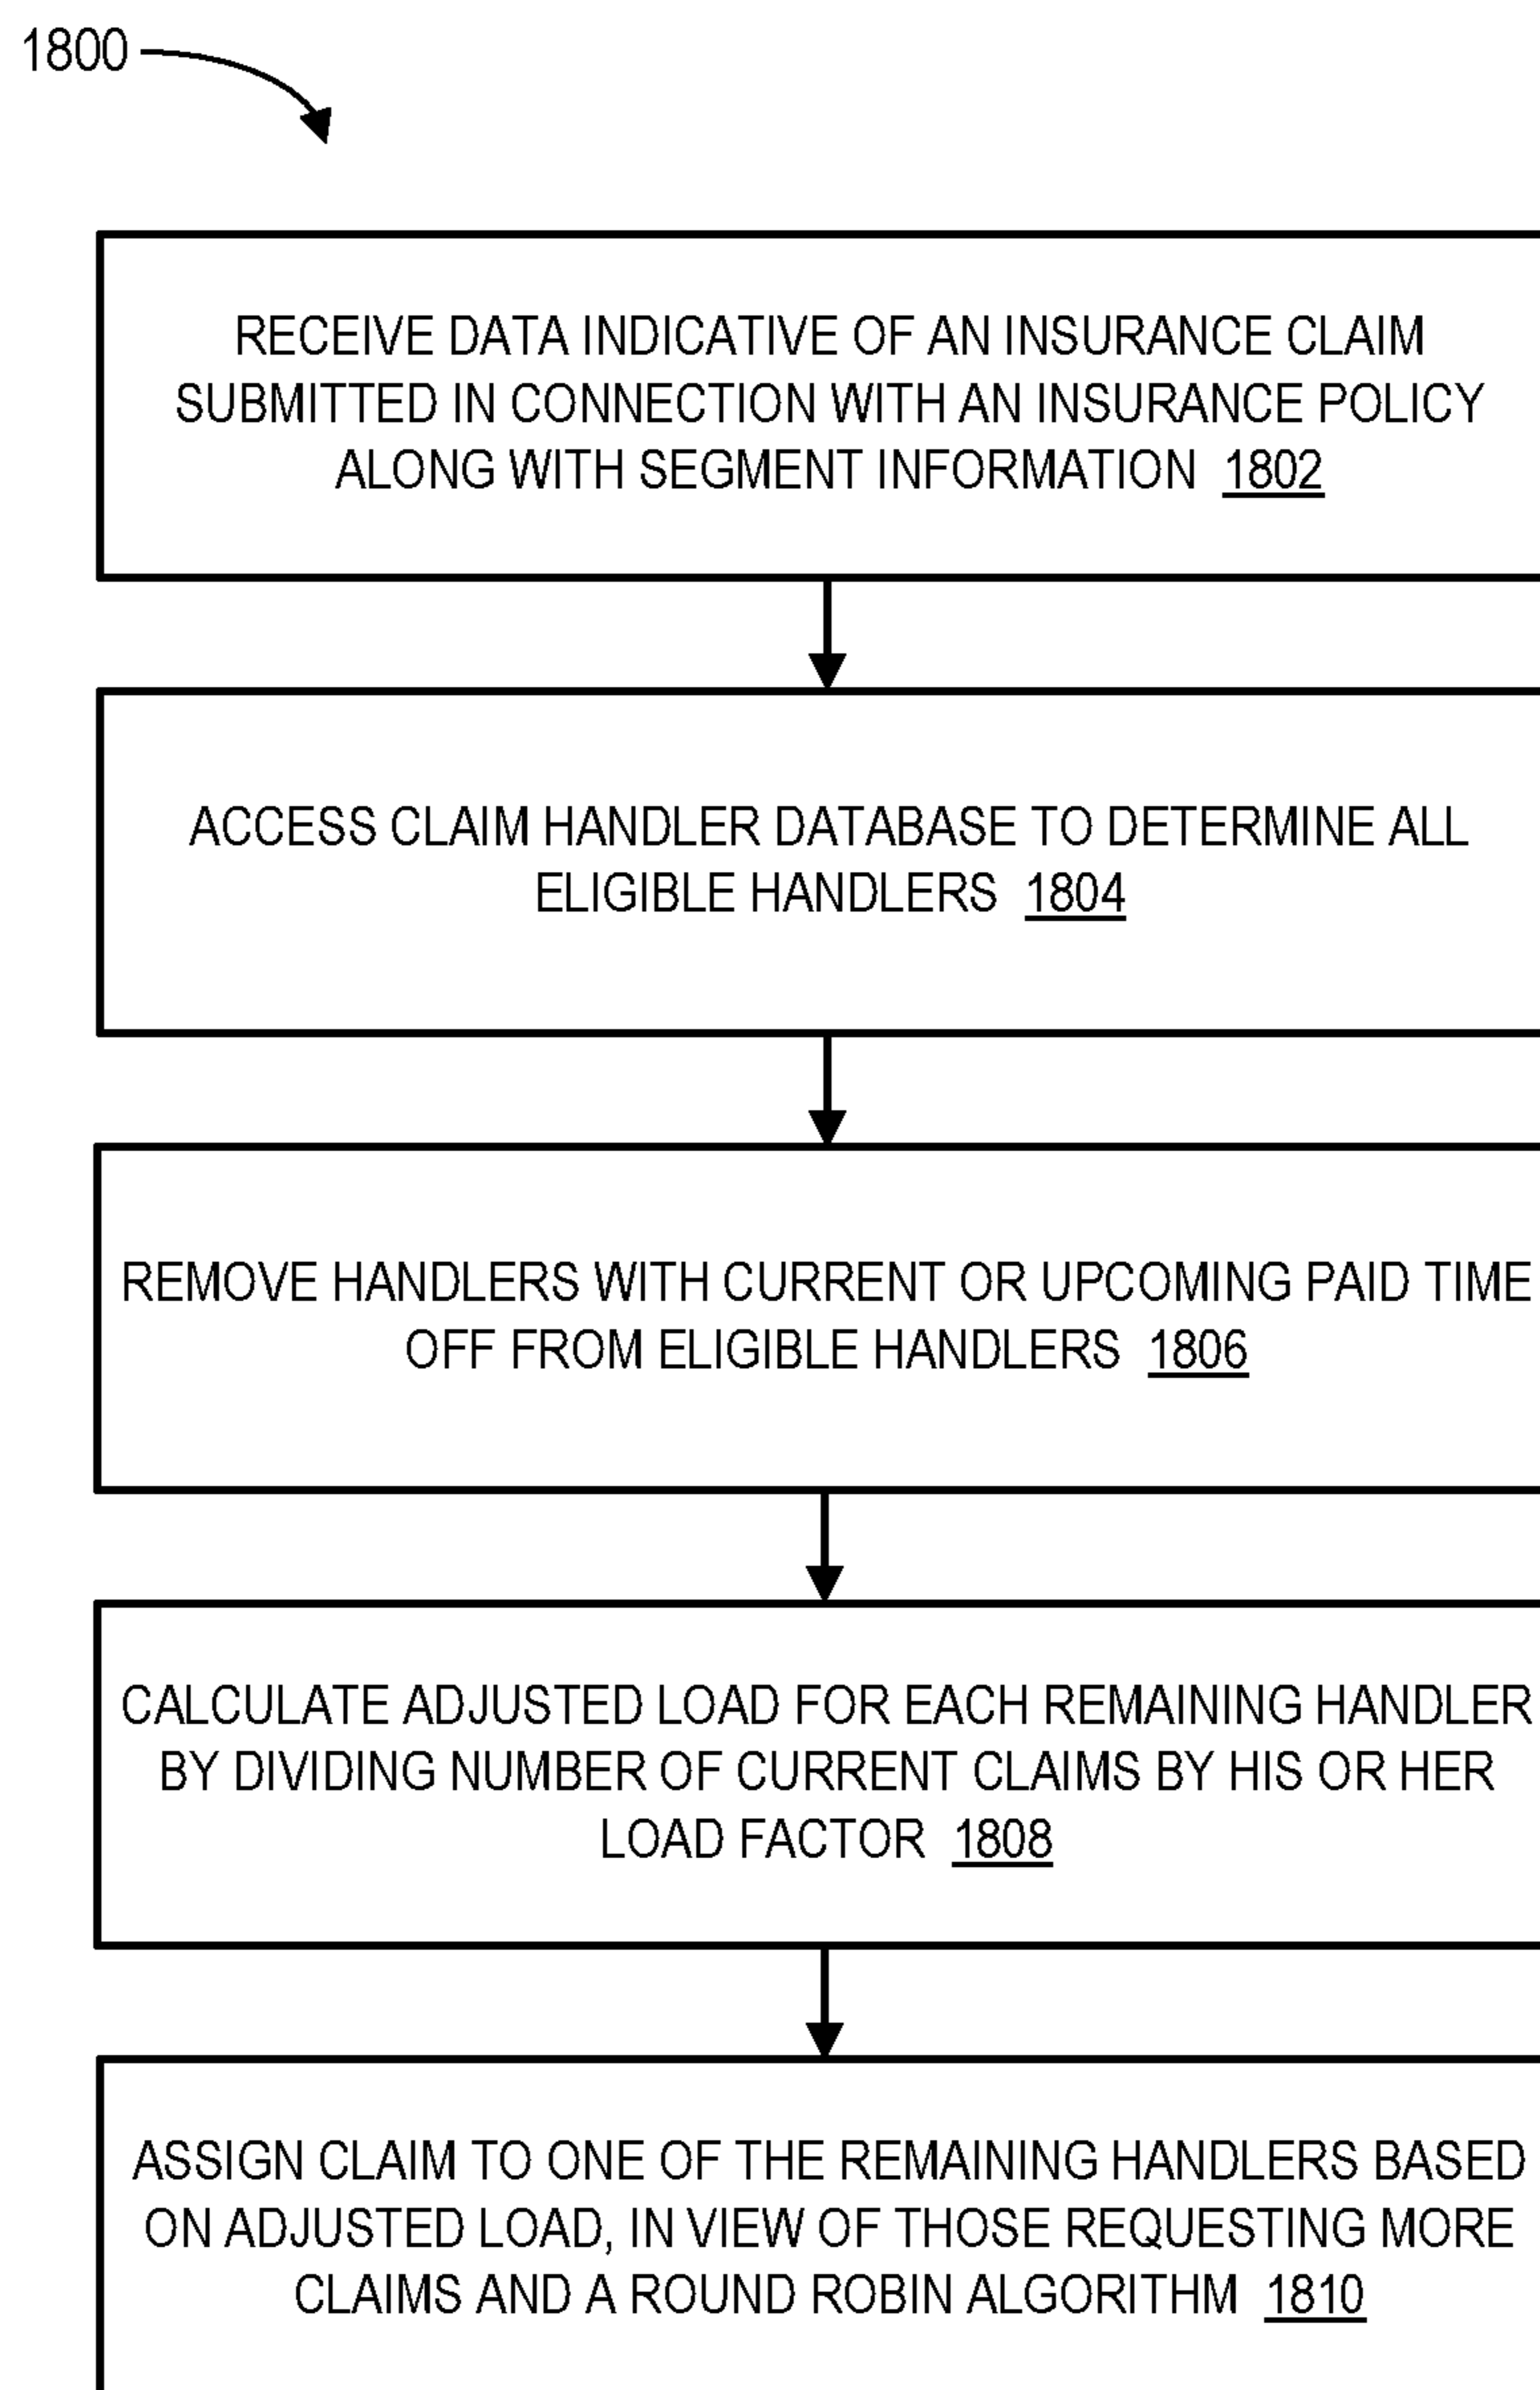 1800
RECEIVE DATA INDICATIVE OF AN INSURANCE CLAIM
SUBMITTED IN CONNECTION WITH AN INSURANCE POLICY
ALONG WITH SEGMENT INFORMATION 1802
ACCESS CLAIM HANDLER DATABASE TO DETERMINE ALL
ELIGIBLE HANDLERS 1804
REMOVE HANDLERS WITH CURRENT OR UPCOMING PAID TIME
OFF FROM ELIGIBLE HANDLERS 1806
CALCULATE ADJUSTED LOAD FOR EACH REMAINING HANDLER
BY DIVIDING NUMBER OF CURRENT CLAIMS BY HIS OR HER
LOAD FACTOR 1808
ASSIGN CLAIM TO ONE OF THE REMAINING HANDLERS BASED
ON ADJUSTED LOAD, IN VIEW OF THOSE REQUESTING MORE
CLAIMS AND A ROUND ROBIN ALGORITHM 1810